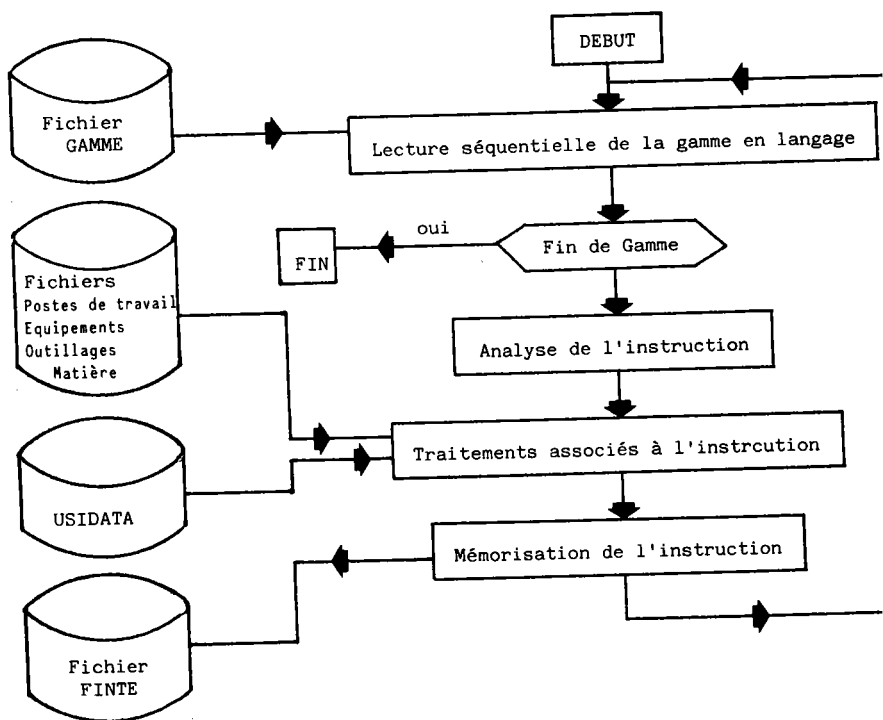 DEBUT
Fichier
GAMME
Lecture séquentielle de la gamme en langage
oui
FIN
Fin de Gamme
Fichiers
Postes de travail
Equipements
Outillages
Matière
Analyse de l'instruction
Traitements associés à l'instrcution
USIDATA
Mémorisation de l'instruction
Fichier
FINTE